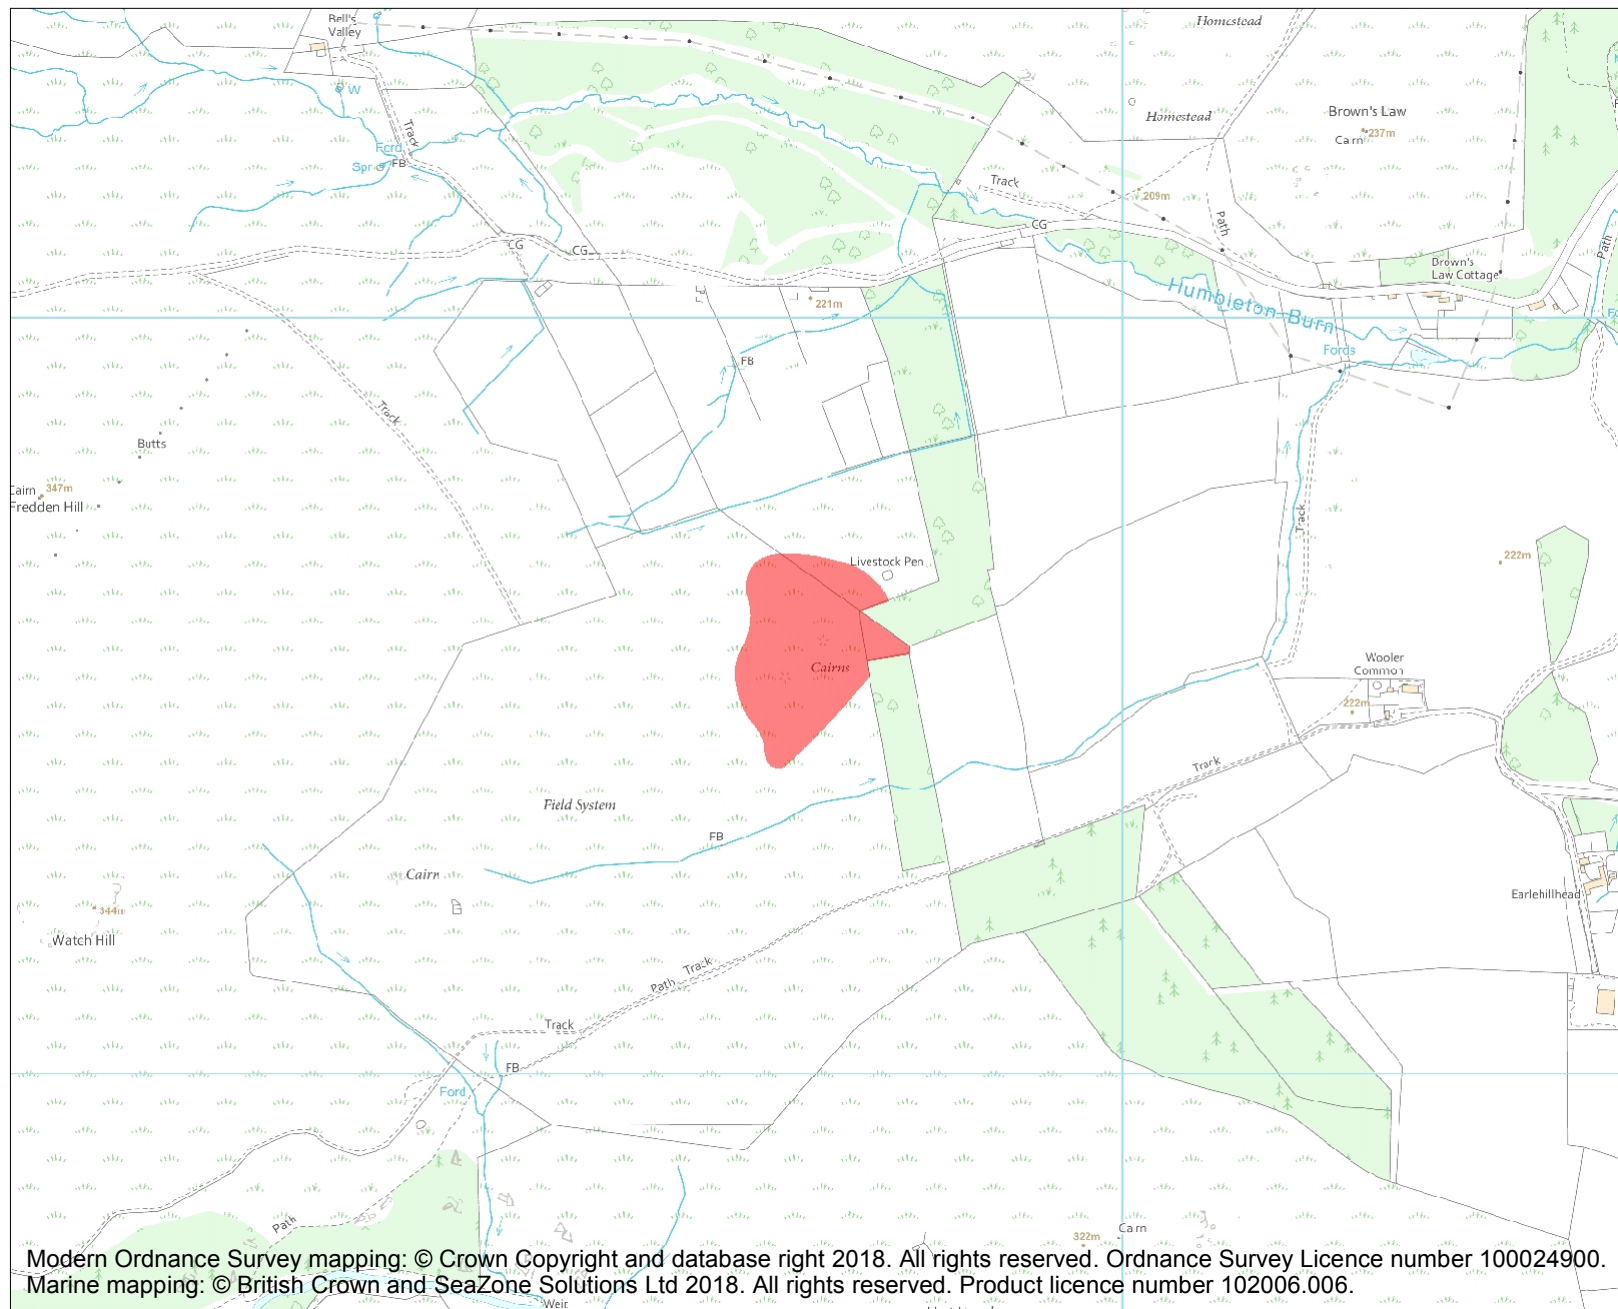 Bell's
Valley
Homestead
W
Track
Homestead
Brown's Law
237m
Cairn
Ford
Spr
FB
Track
209m
Path
CG
CG
CG
Path
Brown's
Law Cottage
221m
Humbleton Burn
Fords
FB
Track
Butts
Cairn
347m
Fredden Hill
Track
222m
Livestock Pen
Cairns
Wooler
Common
222m
Track
Field System
FB
Cairn
Earlehillhead
344m
Watch Hill
Path
Track
Track
FB
Ford
Path
Cairn
322m
Modern Ordnance Survey mapping: © Crown Copyright and database right 2018. All rights reserved. Ordnance Survey Licence number 100024900.
Marine mapping: © British Crown and SeaZone Solutions Ltd 2018. All rights reserved. Product licence number 102006.006.
Weir